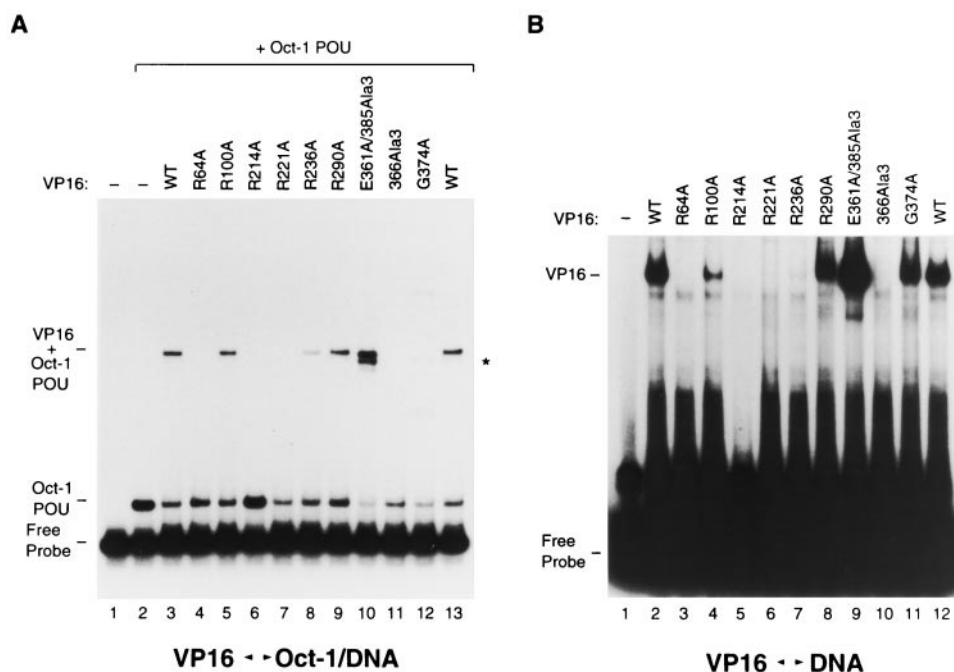 A
+ Oct-1 POU
VP16: – – WT R64A R100A R214A R221A R236A R290A E361A/385Ala3 366Ala3 G374A WT
VP16
+
Oct-1
POU
*
Oct-1
POU
Free
Probe
1 2 3 4 5 6 7 8 9 10 11 12 13
VP16 ◄-► Oct-1/DNA
B
VP16: – WT R64A R100A R214A R221A R236A R290A E361A/385Ala3 366Ala3 G374A WT
VP16 –
Free
Probe –
1 2 3 4 5 6 7 8 9 10 11 12
VP16 ◄-► DNA